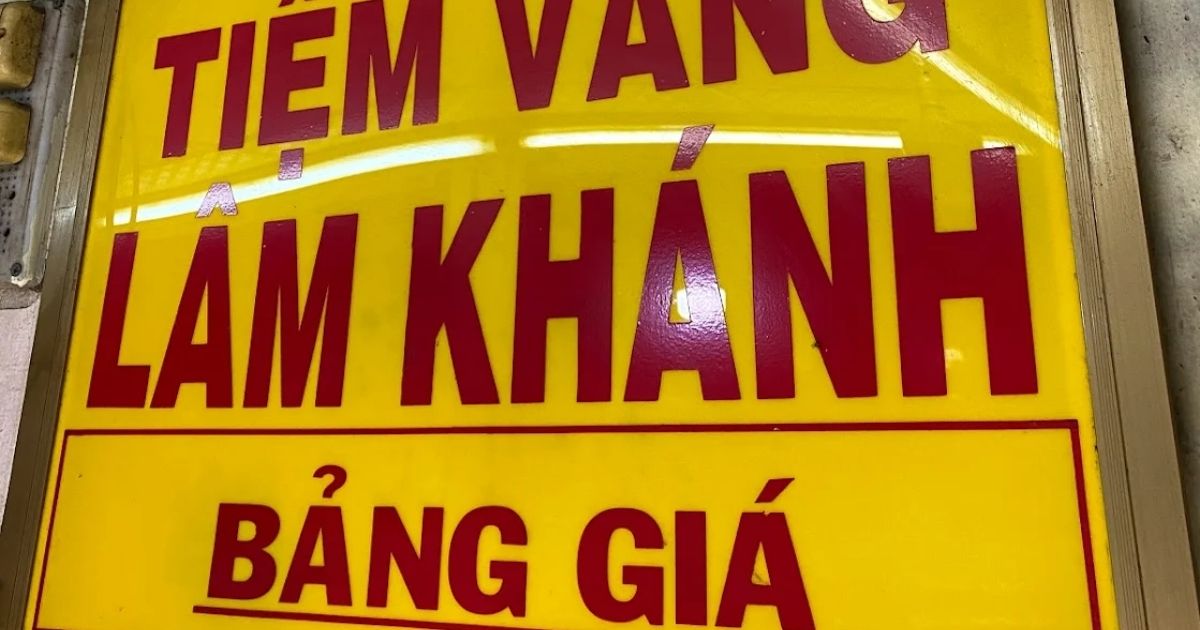 TIỆM VÀNG
LÂM KHÁNH
BẢNG GIÁ